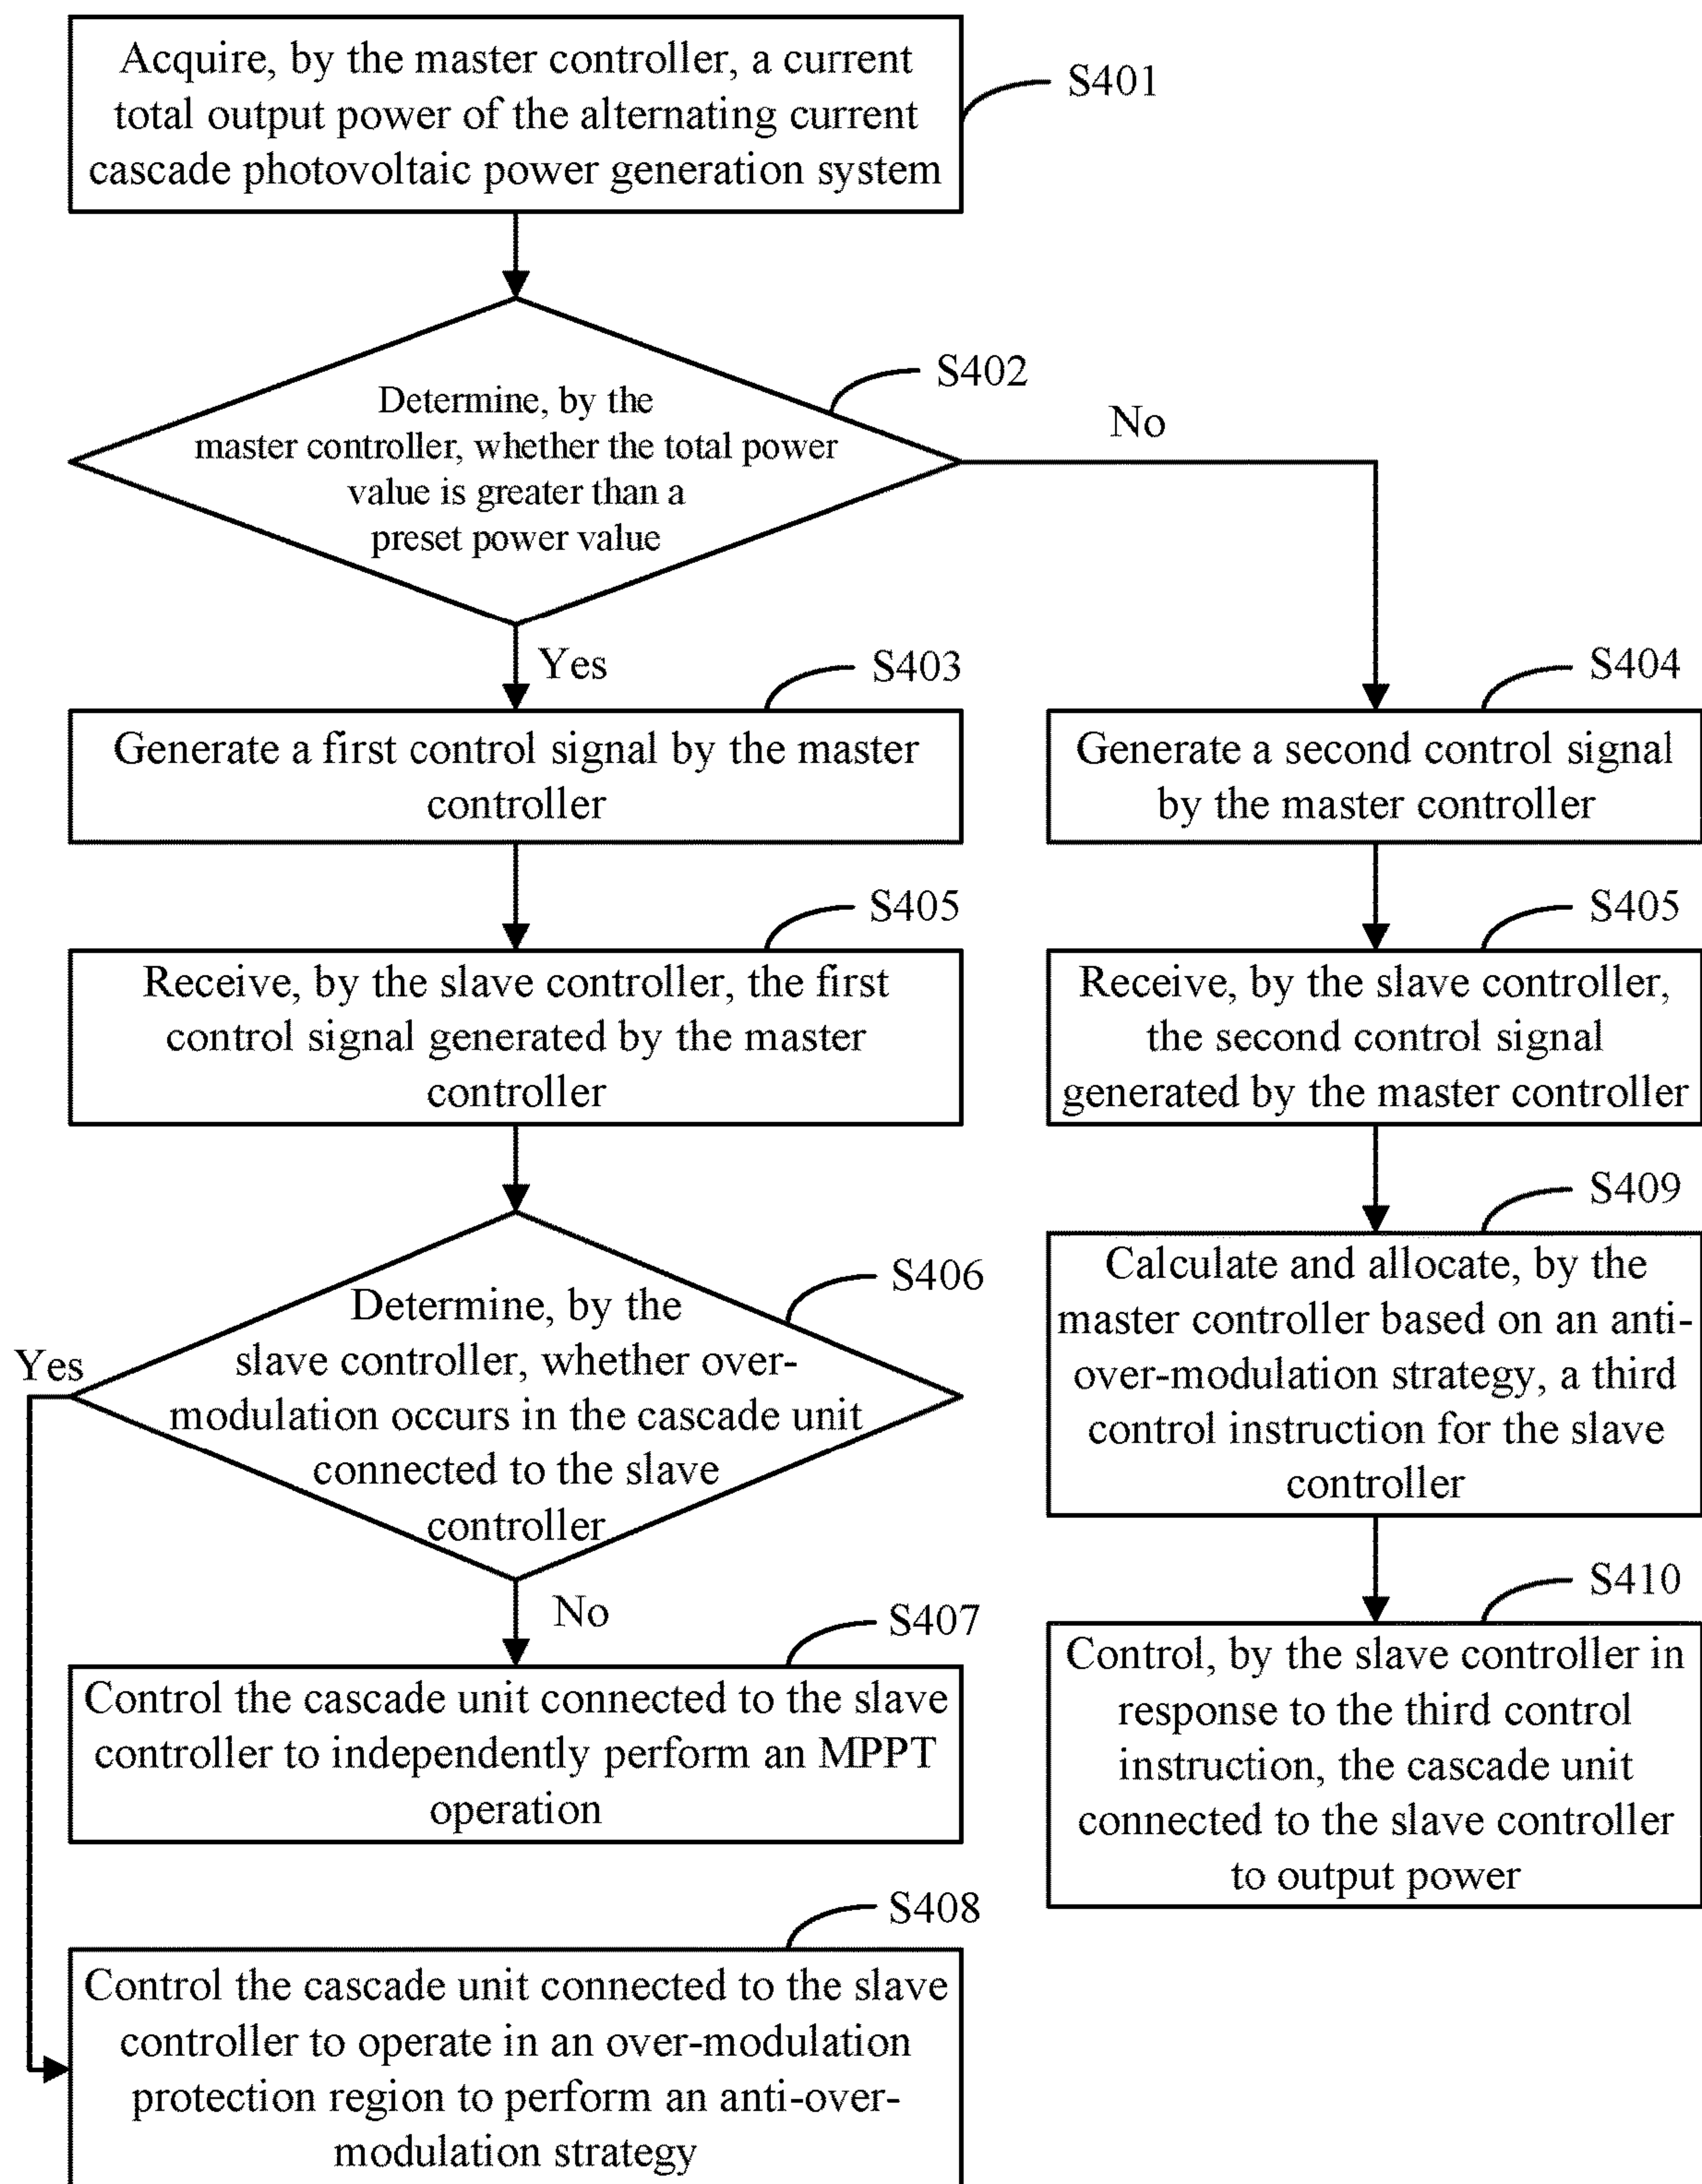 Acquire, by the master controller, a current
total output power of the alternating current
cascade photovoltaic power generation system
S401
Determine, by the
master controller, whether the total power
value is greater than a
preset power value
S402
No
Yes
S403
Generate a first control signal by the master
controller
S404
Generate a second control signal
by the master controller
S405
Receive, by the slave controller, the first
control signal generated by the master
controller
S405
Receive, by the slave controller,
the second control signal
generated by the master controller
S406
Determine, by the
slave controller, whether over-
modulation occurs in the cascade unit
connected to the slave
controller
Yes
No
S409
Calculate and allocate, by the
master controller based on an anti-
over-modulation strategy, a third
control instruction for the slave
controller
S407
Control the cascade unit connected to the slave
controller to independently perform an MPPT
operation
S410
Control, by the slave controller in
response to the third control
instruction, the cascade unit
connected to the slave controller
to output power
S408
Control the cascade unit connected to the slave
controller to operate in an over-modulation
protection region to perform an anti-over-
modulation strategy